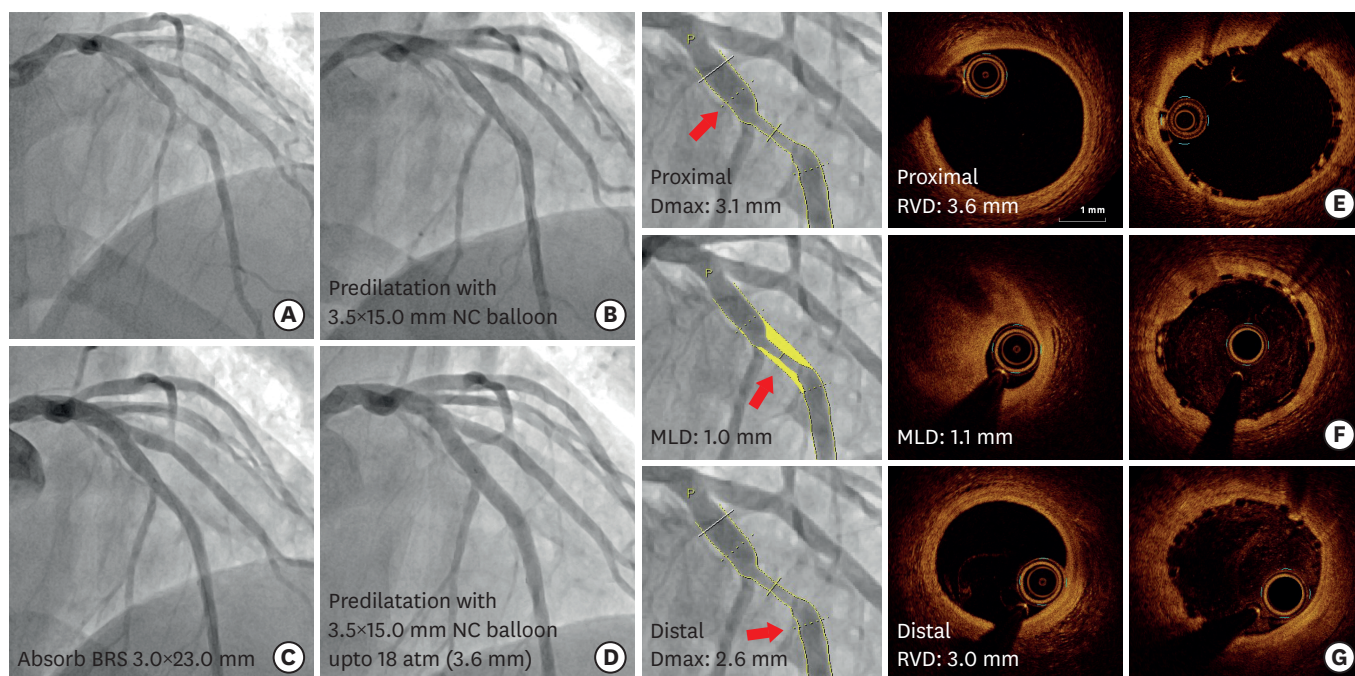 A
Predilatation with
3.5×15.0 mm NC balloon
B
Absorb BRS 3.0×23.0 mm
C
Predilatation with
3.5×15.0 mm NC balloon
upto 18 atm (3.6 mm)
D
P
Proximal
Dmax: 3.1 mm
Proximal
RVD: 3.6 mm
1 mm
E
P
MLD: 1.0 mm
MLD: 1.1 mm
F
P
Distal
Dmax: 2.6 mm
Distal
RVD: 3.0 mm
G